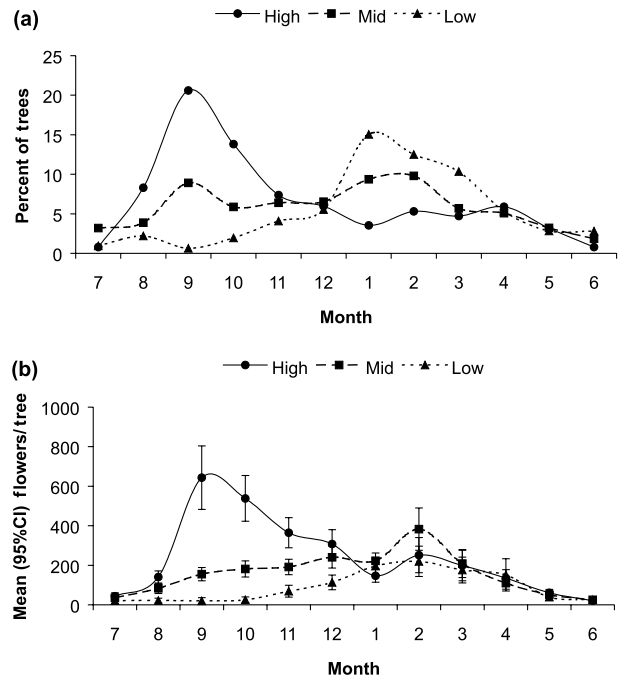 (a)
High Mid Low
Percent of trees
25
20
15
10
5
0
7 8 9 10 11 12 1 2 3 4 5 6
Month
(b)
High Mid Low
Mean (95%CI) flowers/tree
1000
800
600
400
200
0
7 8 9 10 11 12 1 2 3 4 5 6
Month